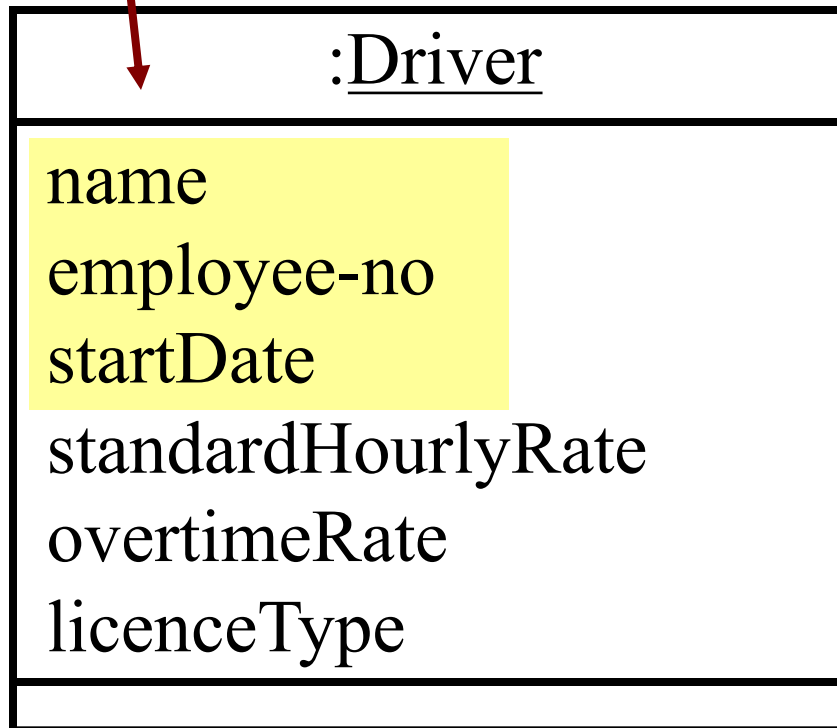 :Driver
name
employee-no
startDate
standardHourlyRate
overtimeRate
licenceType